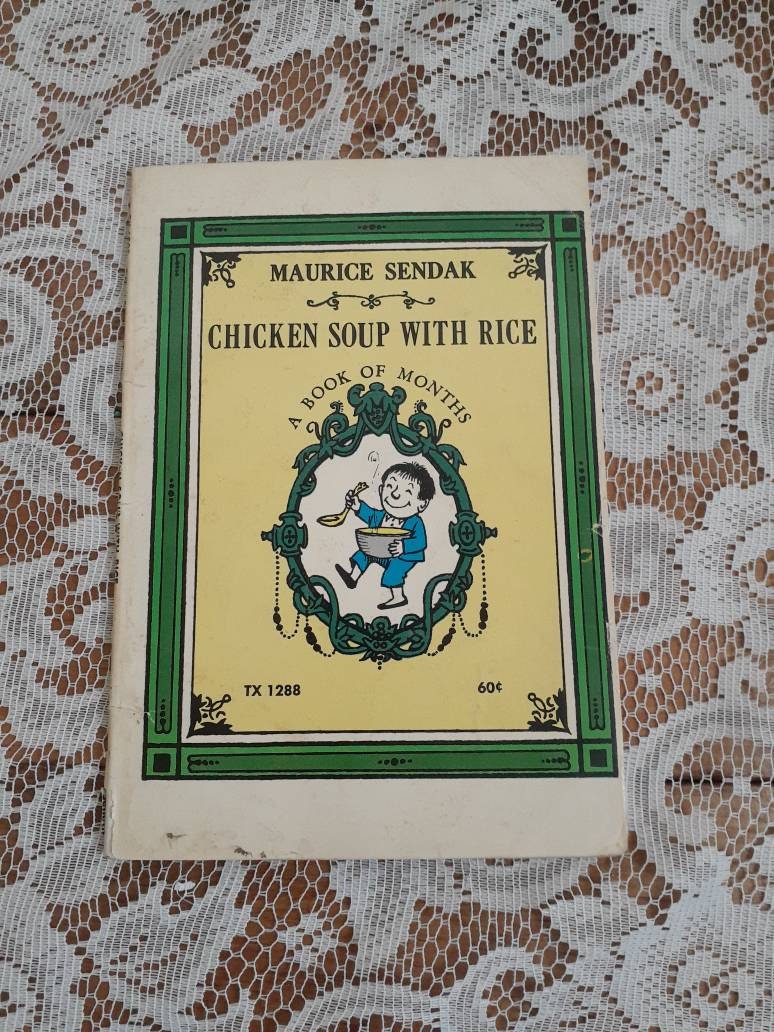 MAURICE SENDAK
CHICKEN SOUP WITH RICE
A BOOK OF MONTHS
TX 1288
60¢